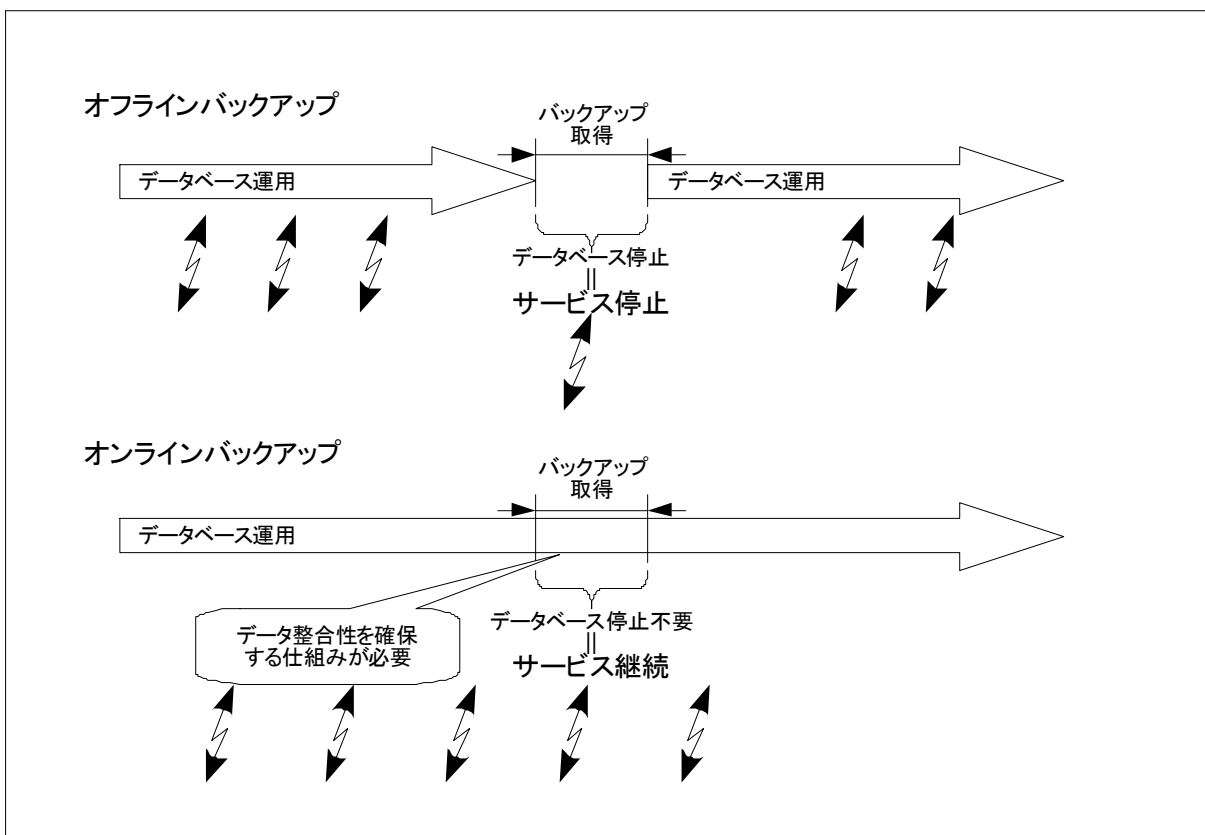 オフラインバックアップ
バックアップ
取得
データベース運用
データベース運用
データベース停止
||
サービス停止
オンラインバックアップ
バックアップ
取得
データベース運用
データ整合性を確保
する仕組みが必要
データベース停止不要
||
サービス継続